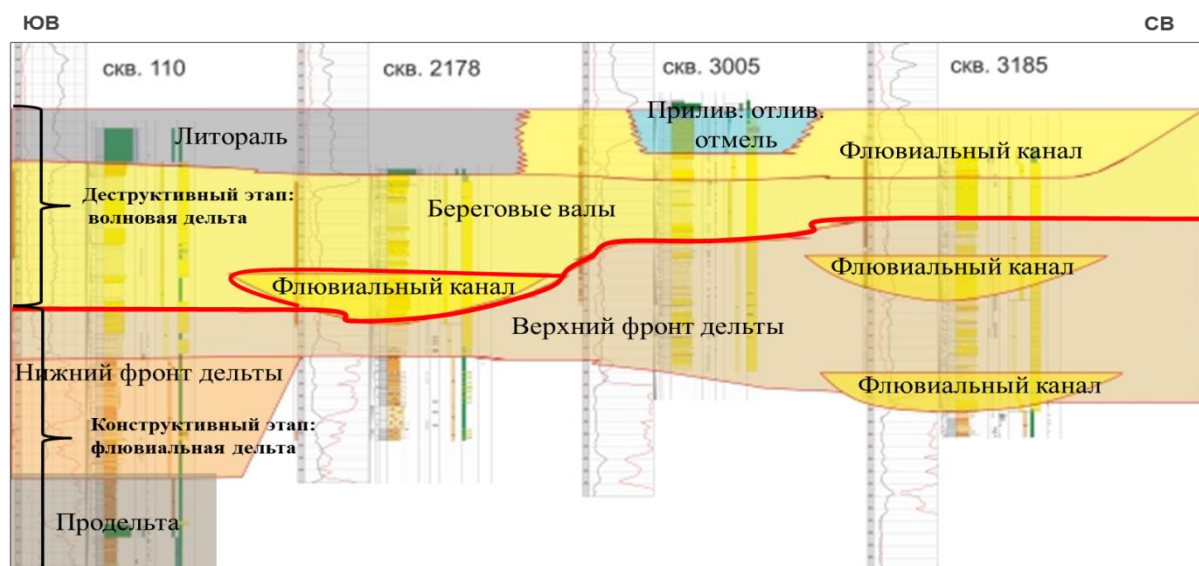 ЮВ
СВ
скв. 110
скв. 2178
скв. 3005
скв. 3185
Прилив. отлив.
отмель
Литораль
Флювиальный канал
Деструктивный этап:
волновая дельта
Береговые валы
Флювиальный канал
Флювиальный канал
Верхний фронт дельты
Нижний фронт дельты
Флювиальный канал
Конструктивный этап:
флювиальная дельта
Продельта